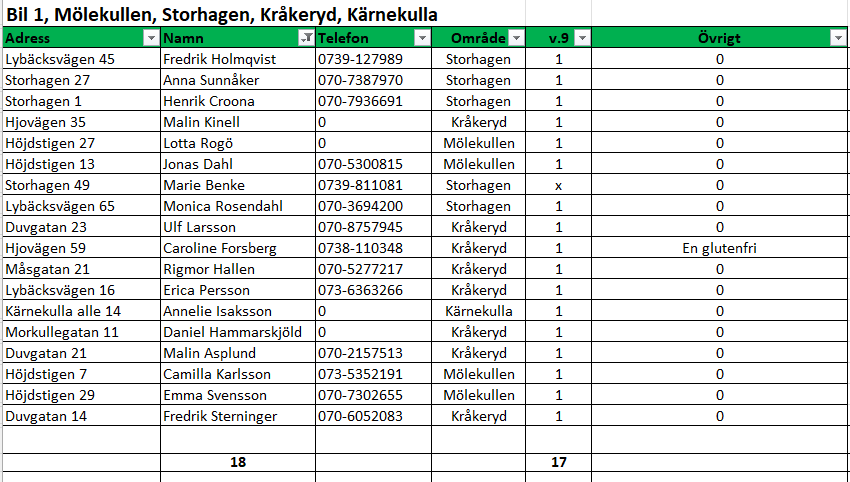 Bil 1, Mölekullen, Storhagen, Kråkeryd, Kärnekulla
Adress Namn Telefon Område v.9 Övrigt
Lybäcksvägen 45 Fredrik Holmqvist 0739-127989 Storhagen 1 0
Storhagen 27 Anna Sunnåker 070-7387970 Storhagen 1 0
Storhagen 1 Henrik Croona 070-7936691 Storhagen 1 0
Hjovägen 35 Malin Kinell 0 Kråkeryd 1 0
Höjdstigen 27 Lotta Rogö 0 Mölekullen 1 0
Höjdstigen 13 Jonas Dahl 070-5300815 Mölekullen 1 0
Storhagen 49 Marie Benke 0739-811081 Storhagen x 0
Lybäcksvägen 65 Monica Rosendahl 070-3694200 Storhagen 1 0
Duvgatan 23 Ulf Larsson 070-8757945 Kråkeryd 1 0
Hjovägen 59 Caroline Forsberg 0738-110348 Kråkeryd 1 En glutenfri
Måsgatan 21 Rigmor Hallen 070-5277217 Kråkeryd 1 0
Lybäcksvägen 16 Erica Persson 073-6363266 Kråkeryd 1 0
Kärnekulla alle 14 Annelie Isaksson 0 Kärnekulla 1 0
Morkullegatan 11 Daniel Hammarskjöld 0 Kråkeryd 1 0
Duvgatan 21 Malin Asplund 070-2157513 Kråkeryd 1 0
Höjdstigen 7 Camilla Karlsson 073-5352191 Mölekullen 1 0
Höjdstigen 29 Emma Svensson 070-7302655 Mölekullen 1 0
Duvgatan 14 Fredrik Sterninger 070-6052083 Kråkeryd 1 0
18 17